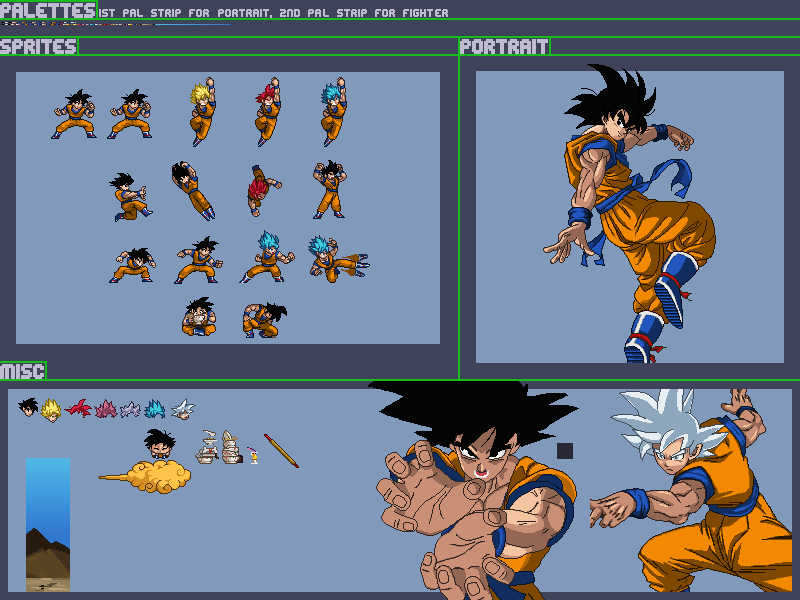 PALETTES 1ST PAL STRIP FOR PORTRAIT, 2ND PAL STRIP FOR FIGHTER
SPRITES
PORTRAIT
MISC